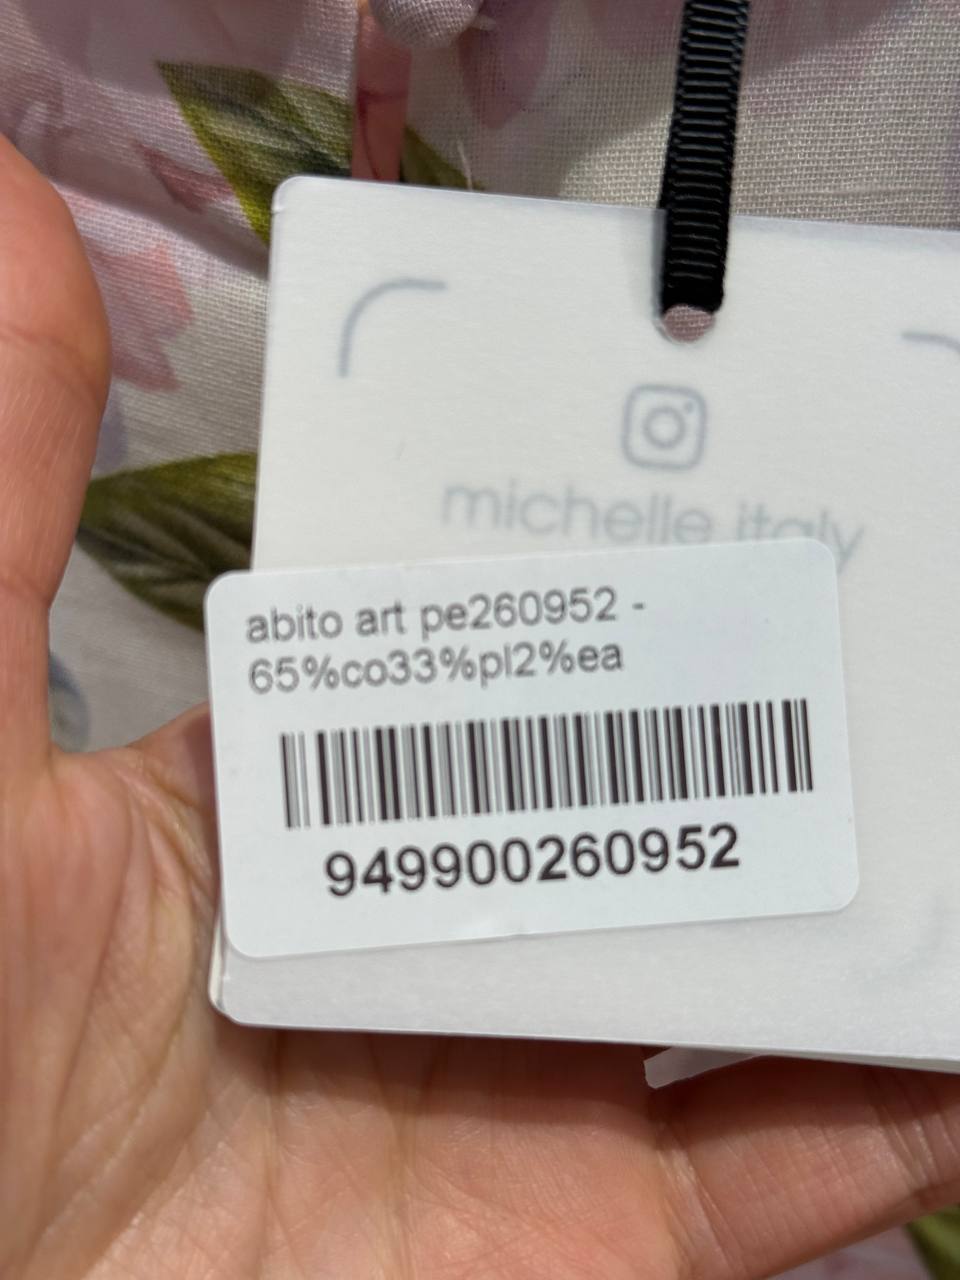 michelle.italy
abito art pe260952 -
65%co33%pl2%ea
949900260952